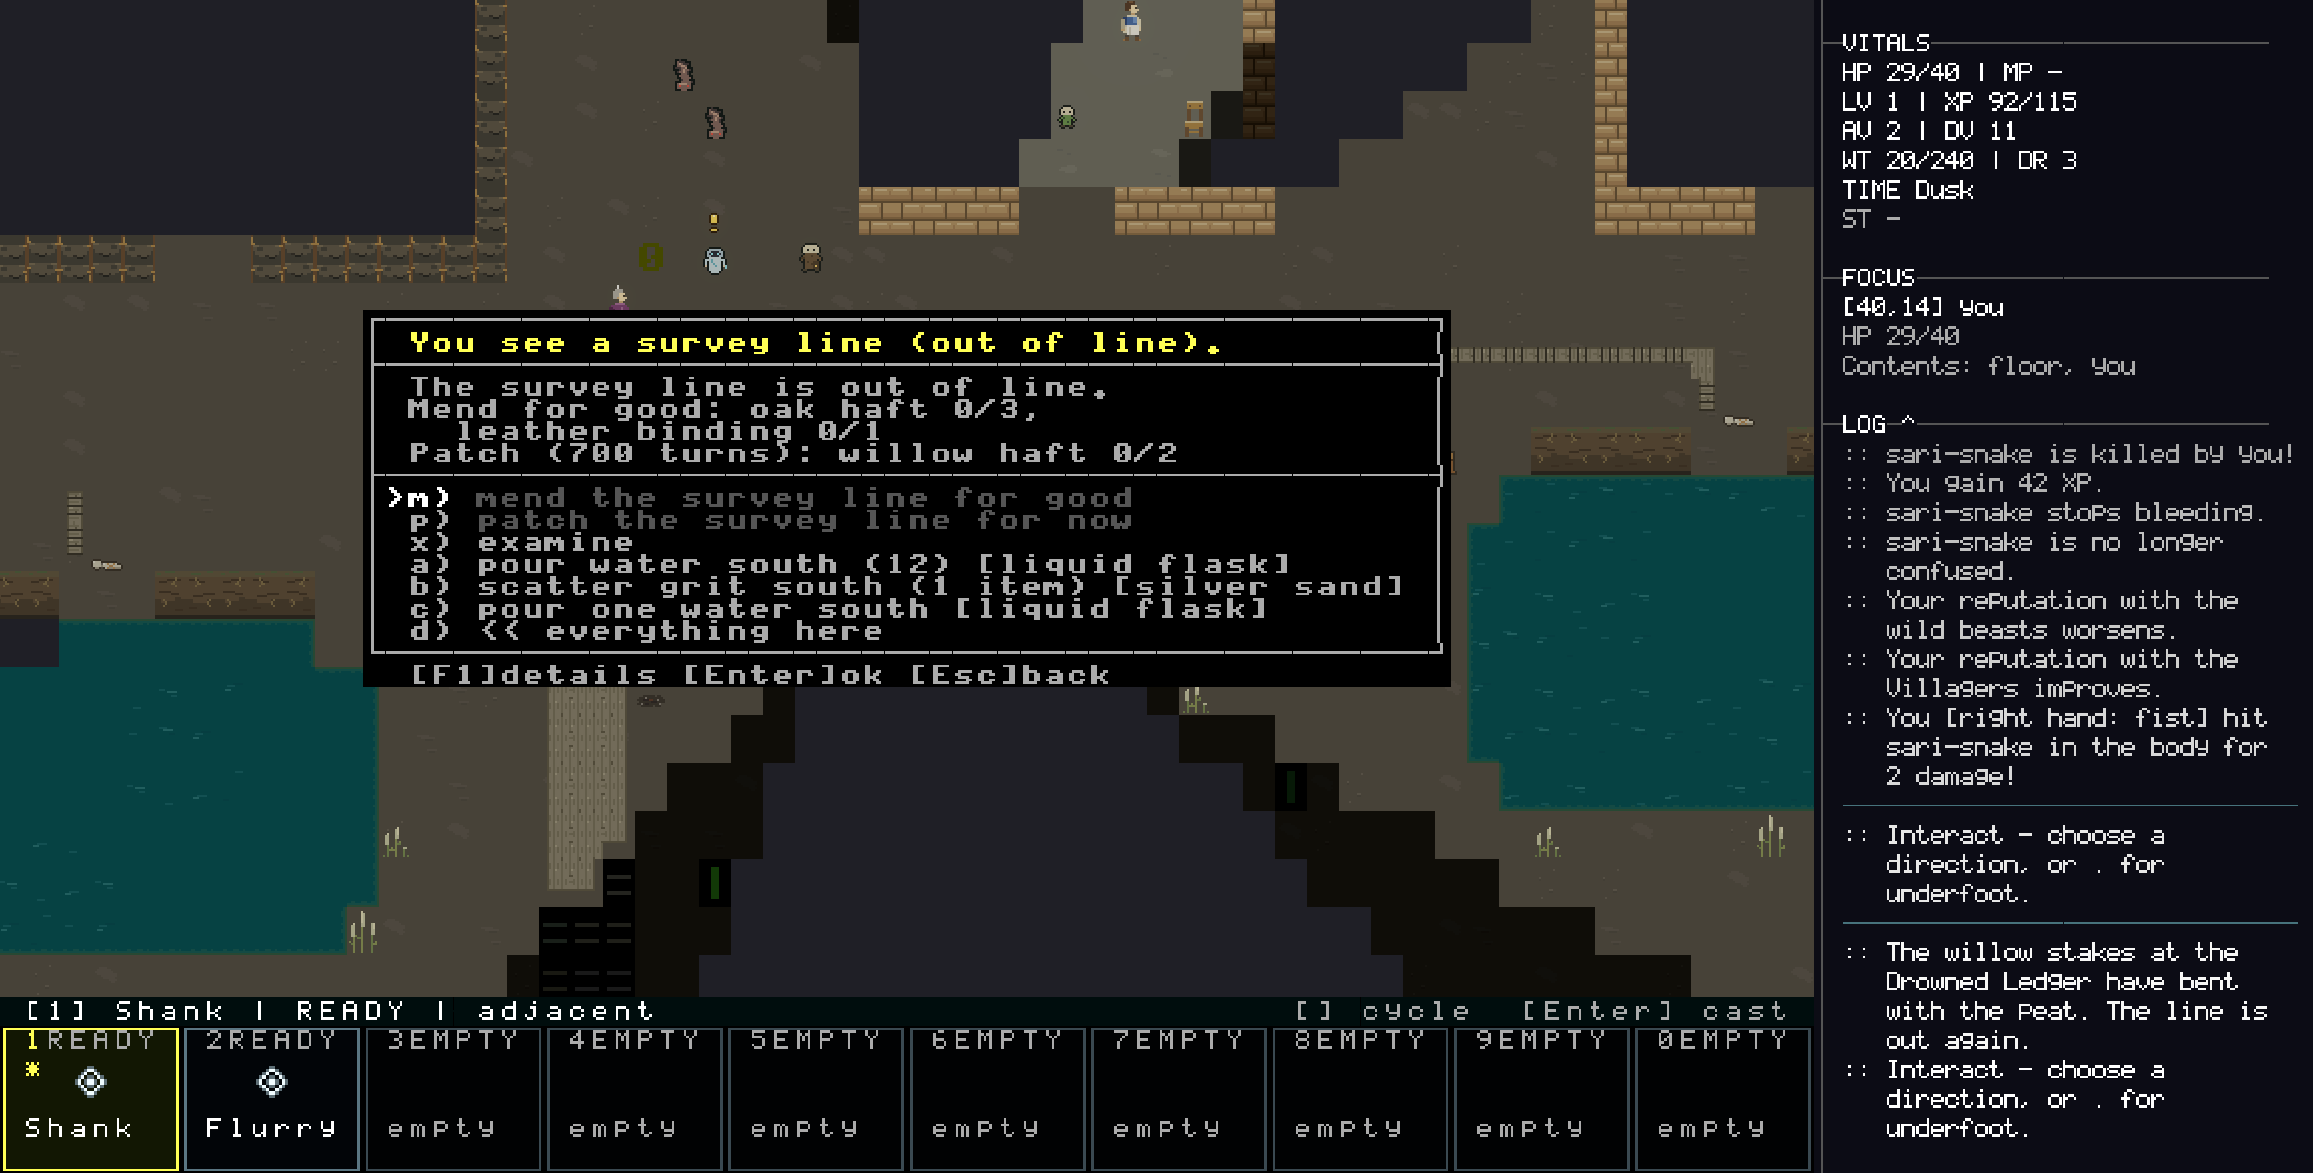 You see a survey line (out of line).
The survey line is out of line.
Mend for good: oak haft 0/3,
leather binding 0/1
Patch (700 turns): willow haft 0/2
>m) mend the survey line for good
p) patch the survey line for now
x) examine
a) pour water south (12) [liquid flask]
b) scatter grit south (1 item) [silver sand]
c) pour one water south [liquid flask]
d) << everything here
[F1]details [Enter]ok [Esc]back
0
VITALS
HP 29/40 | MP -
LV 1 | XP 92/115
AV 2 | DV 11
WT 20/240 | DR 3
TIME Dusk
ST -
FOCUS
[40,14] You
HP 29/40
Contents: floor, You
LOG ^
:: sari-snake is killed by you!
:: You gain 42 XP.
:: sari-snake stops bleeding.
:: sari-snake is no longer
confused.
:: Your reputation with the
wild beasts worsens.
:: Your reputation with the
Villagers improves.
:: You [right hand: fist] hit
sari-snake in the body for
2 damage!
:: Interact - choose a
direction, or . for
underfoot.
:: The willow stakes at the
Drowned Ledger have bent
with the peat. The line is
out again.
:: Interact - choose a
direction, or . for
underfoot.
[1] Shank | READY | adjacent [] cycle [Enter] cast
1READY 2READY 3EMPTY 4EMPTY 5EMPTY 6EMPTY 7EMPTY 8EMPTY 9EMPTY 0EMPTY
*
Shank Flurry empty empty empty empty empty empty empty empty